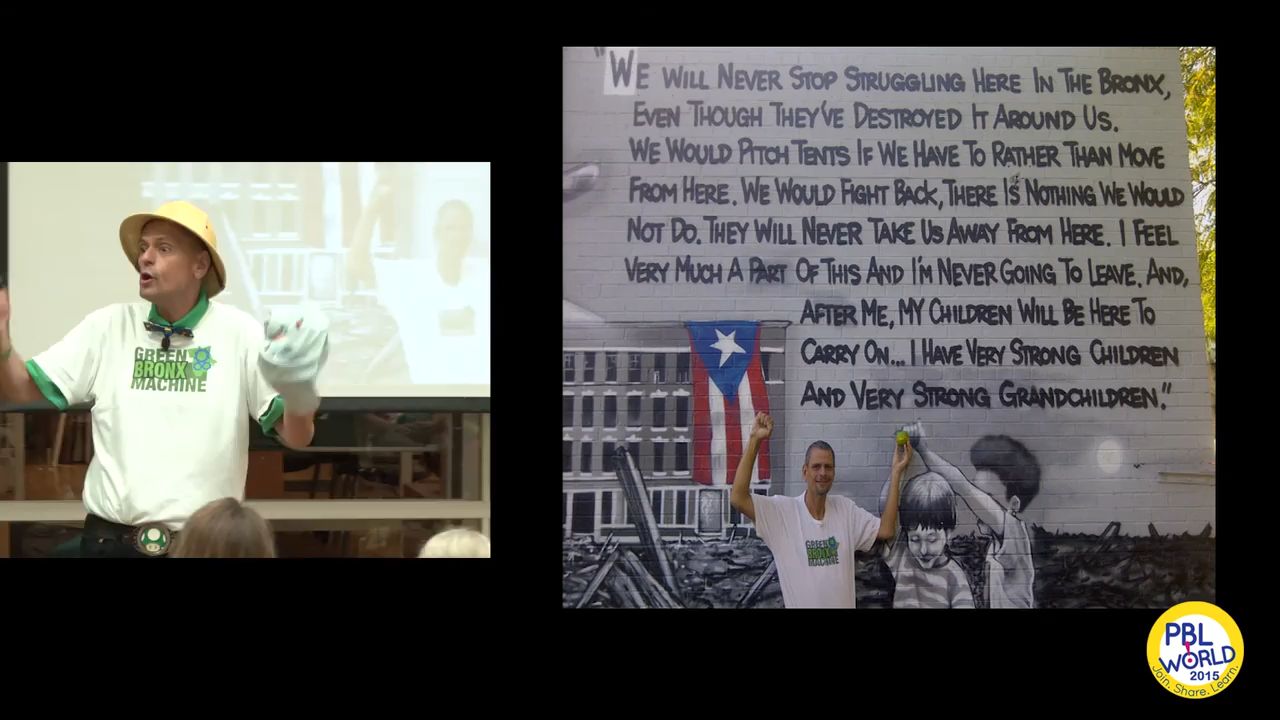 "WE WILL NEVER STOP STRUGGLING HERE IN THE BRONX,
EVEN THOUGH THEY'VE DESTROYED IT AROUND US.
WE WOULD PITCH TENTS IF WE HAVE TO RATHER THAN MOVE
FROM HERE. WE WOULD FIGHT BACK, THERE IS NOTHING WE WOULD
NOT DO. THEY WILL NEVER TAKE US AWAY FROM HERE. I FEEL
VERY MUCH A PART OF THIS AND I'M NEVER GOING TO LEAVE. AND,
AFTER ME, MY CHILDREN WILL BE HERE TO
CARRY ON... I HAVE VERY STRONG CHILDREN
AND VERY STRONG GRANDCHILDREN."
GREEN
BRONX
MACHINE
GREEN
BRONX
MACHINE
PBL
WORLD
2015
Join. Share. Learn.